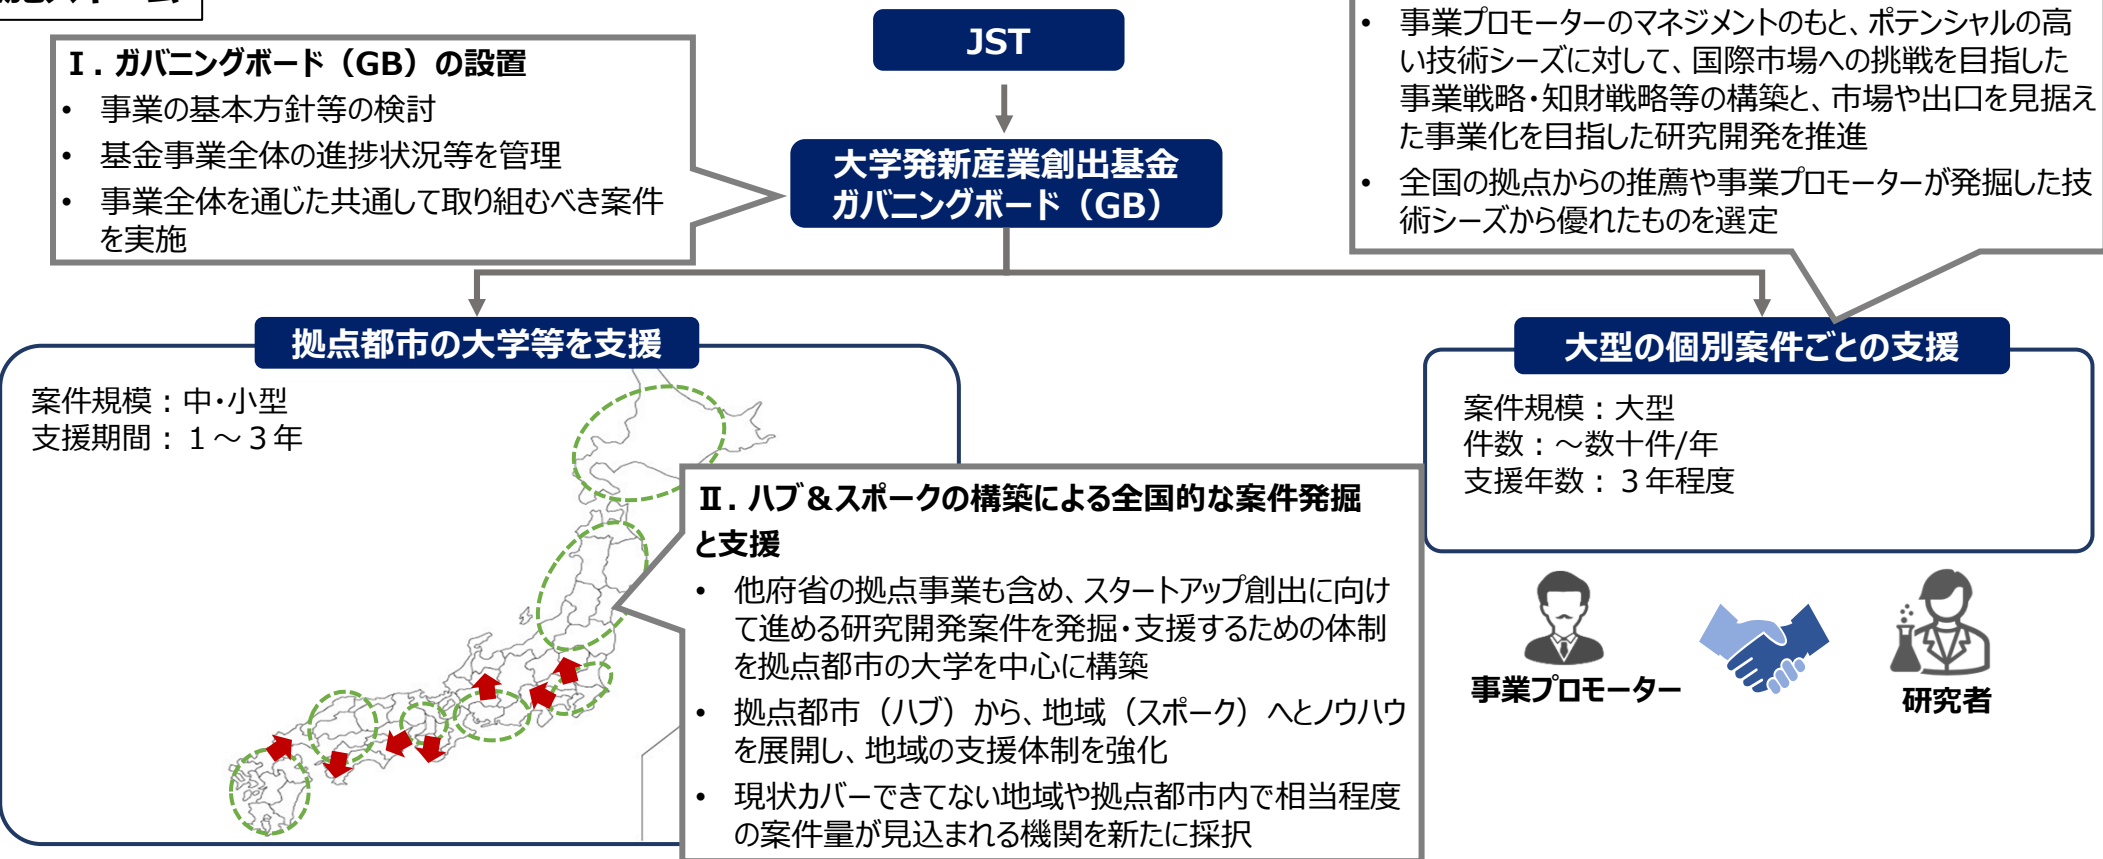 JST
Ⅰ. ガバニングボード（GB）の設置
• 事業の基本方針等の検討
• 基金事業全体の進捗状況等を管理
• 事業全体を通じた共通して取り組むべき案件
を実施
大学発新産業創出基金
ガバニングボード（GB）
• 事業プロモーターのマネジメントのもと、ポテンシャルの高
い技術シーズに対して、国際市場への挑戦を目指した
事業戦略・知財戦略等の構築と、市場や出口を見据え
た事業化を目指した研究開発を推進
• 全国の拠点からの推薦や事業プロモーターが発掘した技
術シーズから優れたものを選定
拠点都市の大学等を支援
案件規模：中・小型
支援期間：１～３年
Ⅱ. ハブ＆スポークの構築による全国的な案件発掘
と支援
• 他府省の拠点事業も含め、スタートアップ創出に向け
て進める研究開発案件を発掘・支援するための体制
を拠点都市の大学を中心に構築
• 拠点都市（ハブ）から、地域（スポーク）へとノウハウ
を展開し、地域の支援体制を強化
• 現状カバーできてない地域や拠点都市内で相当程度
の案件量が見込まれる機関を新たに採択
大型の個別案件ごとの支援
案件規模：大型
件数：～数十件/年
支援年数：３年程度
事業プロモーター
研究者